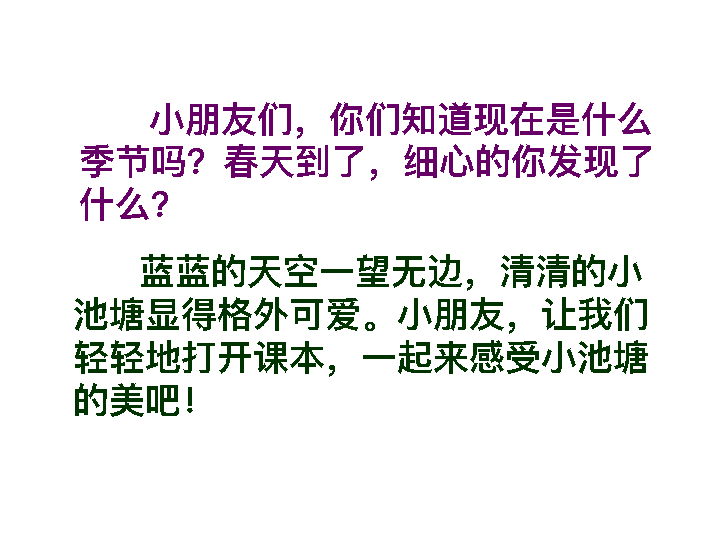 小朋友们，你们知道现在是什么
季节吗？春天到了，细心的你发现了
什么？
蓝蓝的天空一望无边，清清的小
池塘显得格外可爱。小朋友，让我们
轻轻地打开课本，一起来感受小池塘
的美吧！